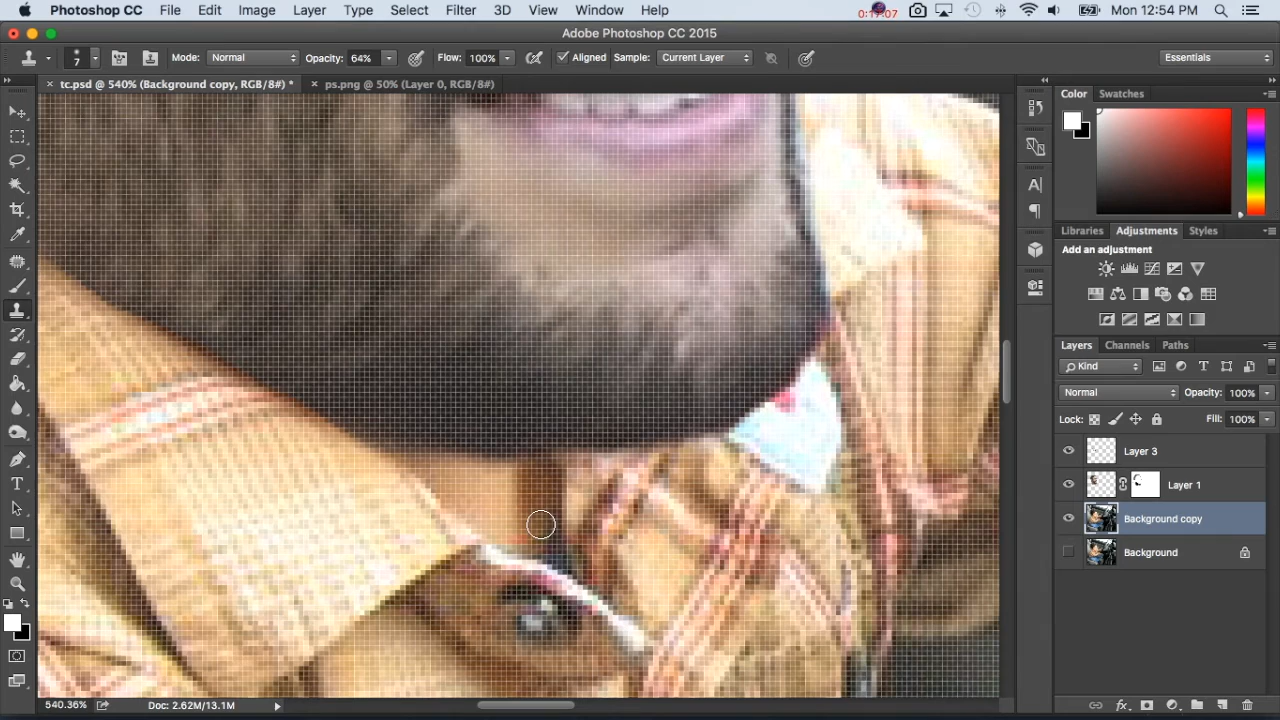 Photoshop CC File Edit Image Layer Type Select Filter 3D View Window Help 0:17:07 Mon 12:54 PM
Adobe Photoshop CC 2015
7 Mode: Normal Opacity: 64% Flow: 100% Aligned Sample: Current Layer Essentials
tc.psd @ 540% (Background copy, RGB/8#) * ps.png @ 50% (Layer 0, RGB/8#)
Color Swatches
Libraries Adjustments Styles
Add an adjustment
Layers Channels Paths
Kind
Normal Opacity: 100%
Lock: Fill: 100%
Layer 3
Layer 1
Background copy
Background
540.36% Doc: 2.62M/13.1M